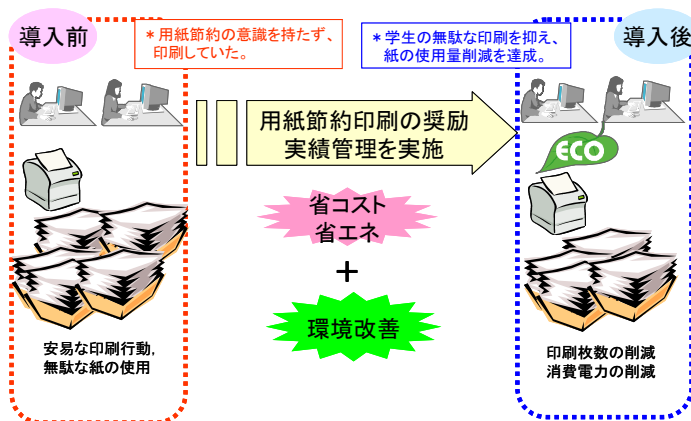 導入前
＊用紙節約の意識を持たず、
印刷していた。
＊学生の無駄な印刷を抑え、
紙の使用量削減を達成。
導入後
用紙節約印刷の奨励
実績管理を実施
ECO
省コスト
省エネ
+
環境改善
安易な印刷行動,
無駄な紙の使用
印刷枚数の削減
消費電力の削減